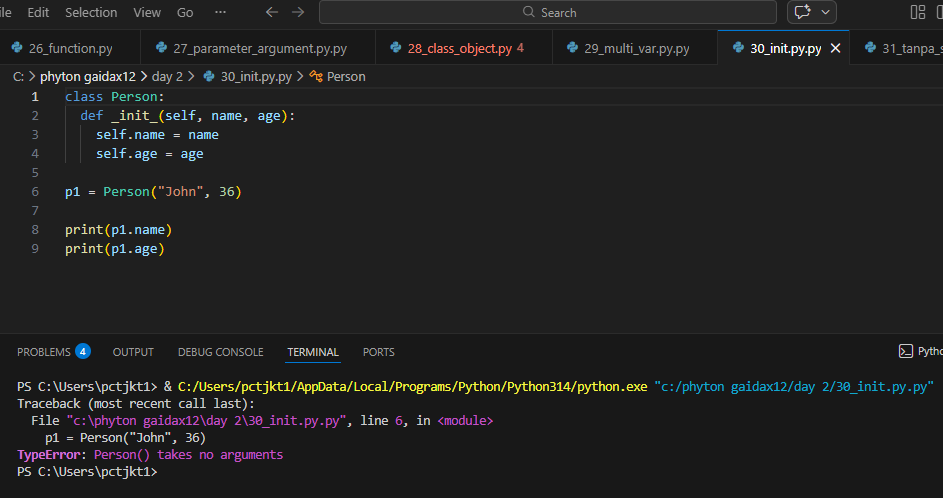 ile Edit Selection View Go ··· Search
26_function.py 27_parameter_argument.py.py 28_class_object.py 4 29_multi_var.py.py 30_init.py.py 31_tanpa_s
C: > phyton gaidax12 > day 2 > 30_init.py.py > Person
1 class Person:
2 def _init_(self, name, age):
3 self.name = name
4 self.age = age
5
6 p1 = Person("John", 36)
7
8 print(p1.name)
9 print(p1.age)
PROBLEMS 4 OUTPUT DEBUG CONSOLE TERMINAL PORTS Pytho
PS C:\Users\pctjkt1> & C:/Users/pctjkt1/AppData/Local/Programs/Python/Python314/python.exe "c:/phyton gaidax12/day 2/30_init.py.py"
Traceback (most recent call last):
File "c:\phyton gaidax12\day 2\30_init.py.py", line 6, in <module>
p1 = Person("John", 36)
TypeError: Person() takes no arguments
PS C:\Users\pctjkt1>